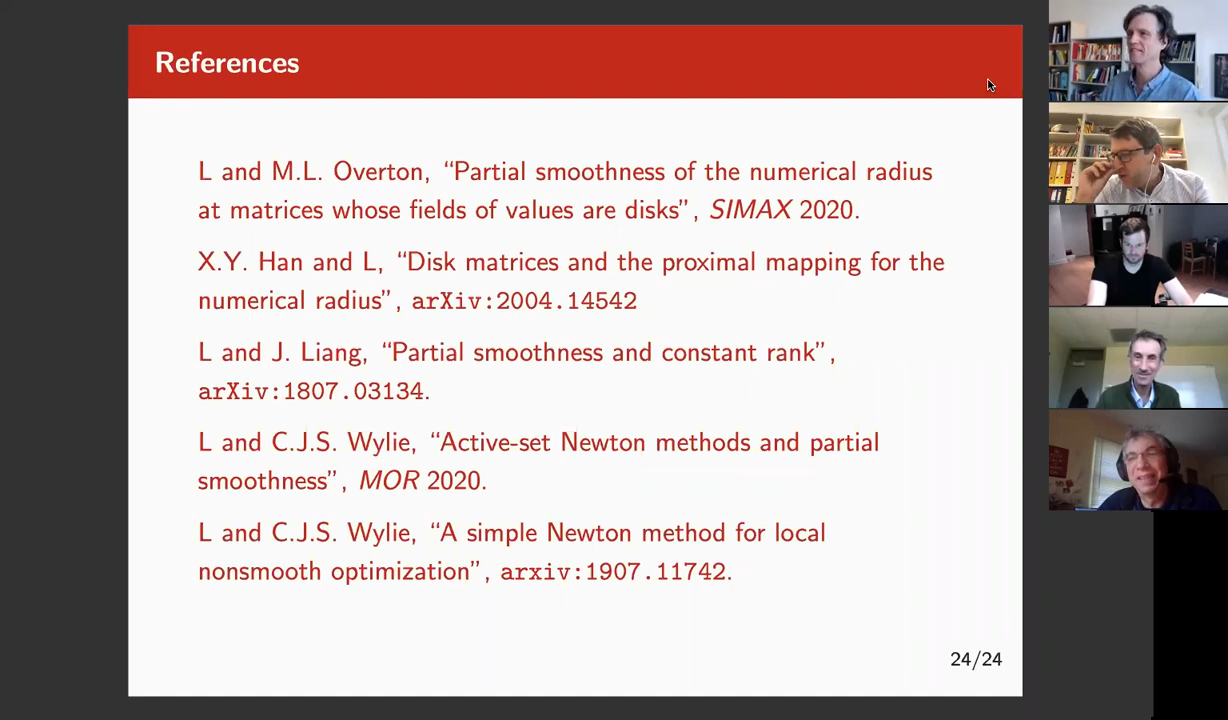 References
L and M.L. Overton, “Partial smoothness of the numerical radius
at matrices whose fields of values are disks”, SIMAX 2020.
X.Y. Han and L, “Disk matrices and the proximal mapping for the
numerical radius”, arXiv:2004.14542
L and J. Liang, “Partial smoothness and constant rank”,
arXiv:1807.03134.
L and C.J.S. Wylie, “Active-set Newton methods and partial
smoothness”, MOR 2020.
L and C.J.S. Wylie, “A simple Newton method for local
nonsmooth optimization”, arxiv:1907.11742.
24/24